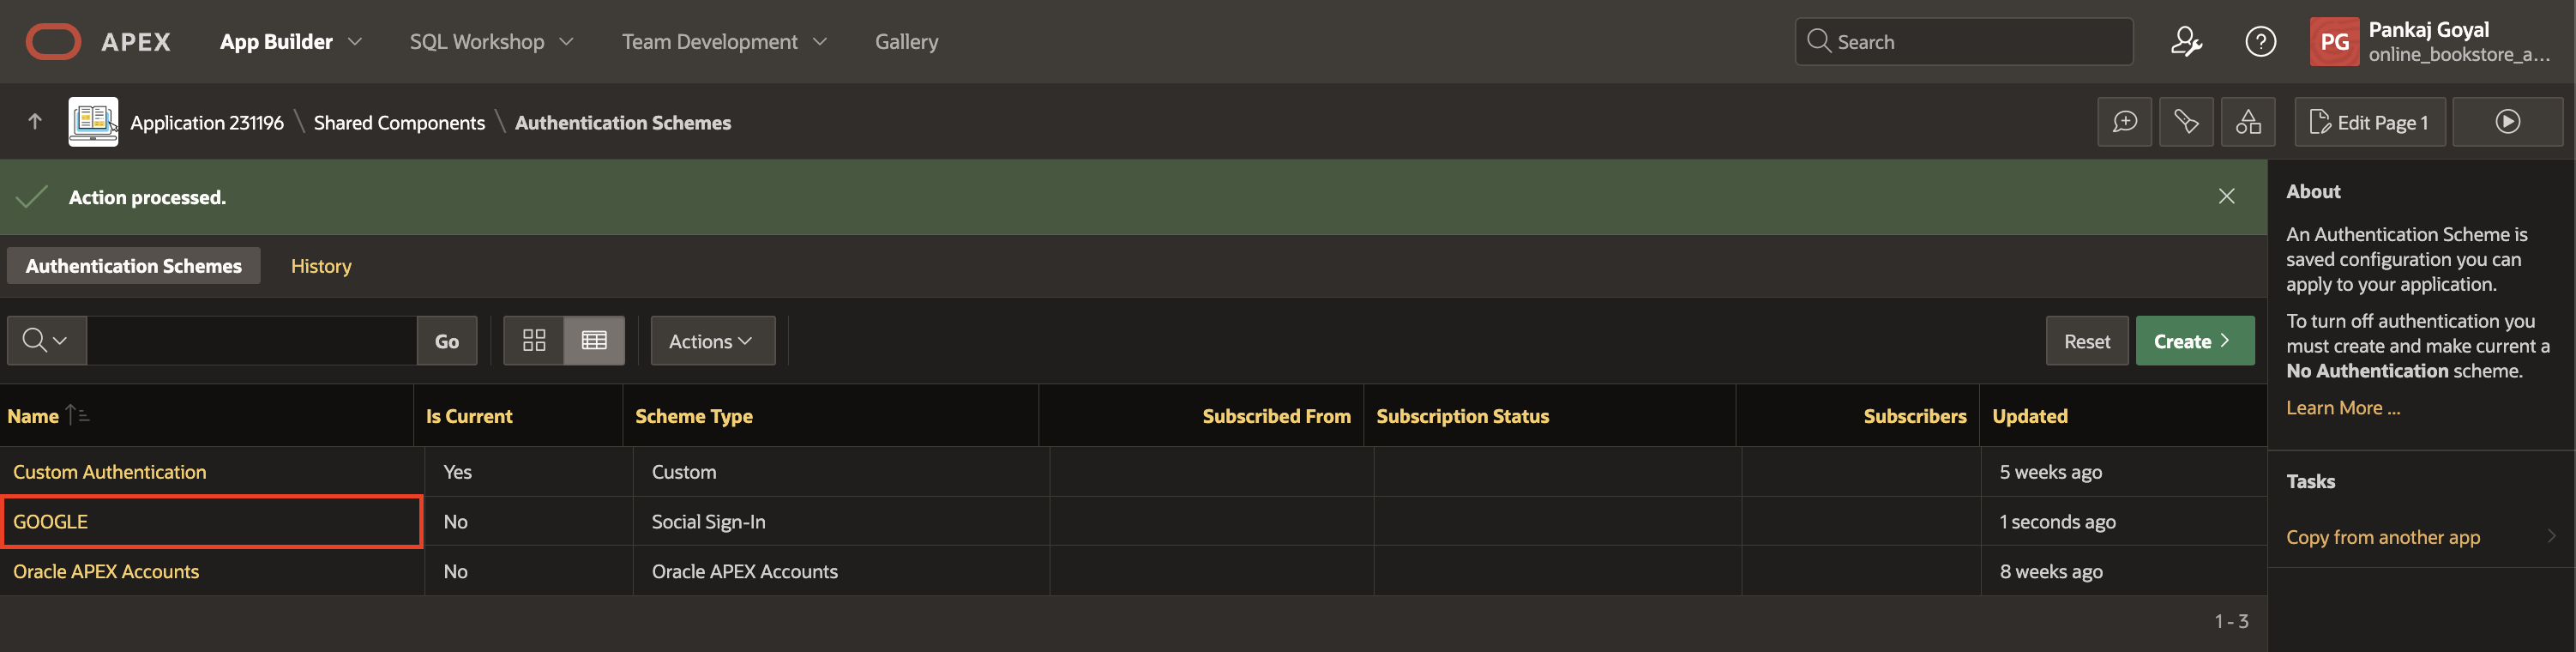 APEX App Builder SQL Workshop Team Development Gallery Search PG Pankaj Goyal
online_bookstore_a...
Application 231196 \ Shared Components \ Authentication Schemes Edit Page 1
Action processed.
Authentication Schemes History
Go Actions Reset Create
Name Is Current Scheme Type Subscribed From Subscription Status Subscribers Updated
Custom Authentication Yes Custom 5 weeks ago
GOOGLE No Social Sign-In 1 seconds ago
Oracle APEX Accounts No Oracle APEX Accounts 8 weeks ago
1 - 3
About
An Authentication Scheme is
saved configuration you can
apply to your application.
To turn off authentication you
must create and make current a
No Authentication scheme.
Learn More ...
Tasks
Copy from another app